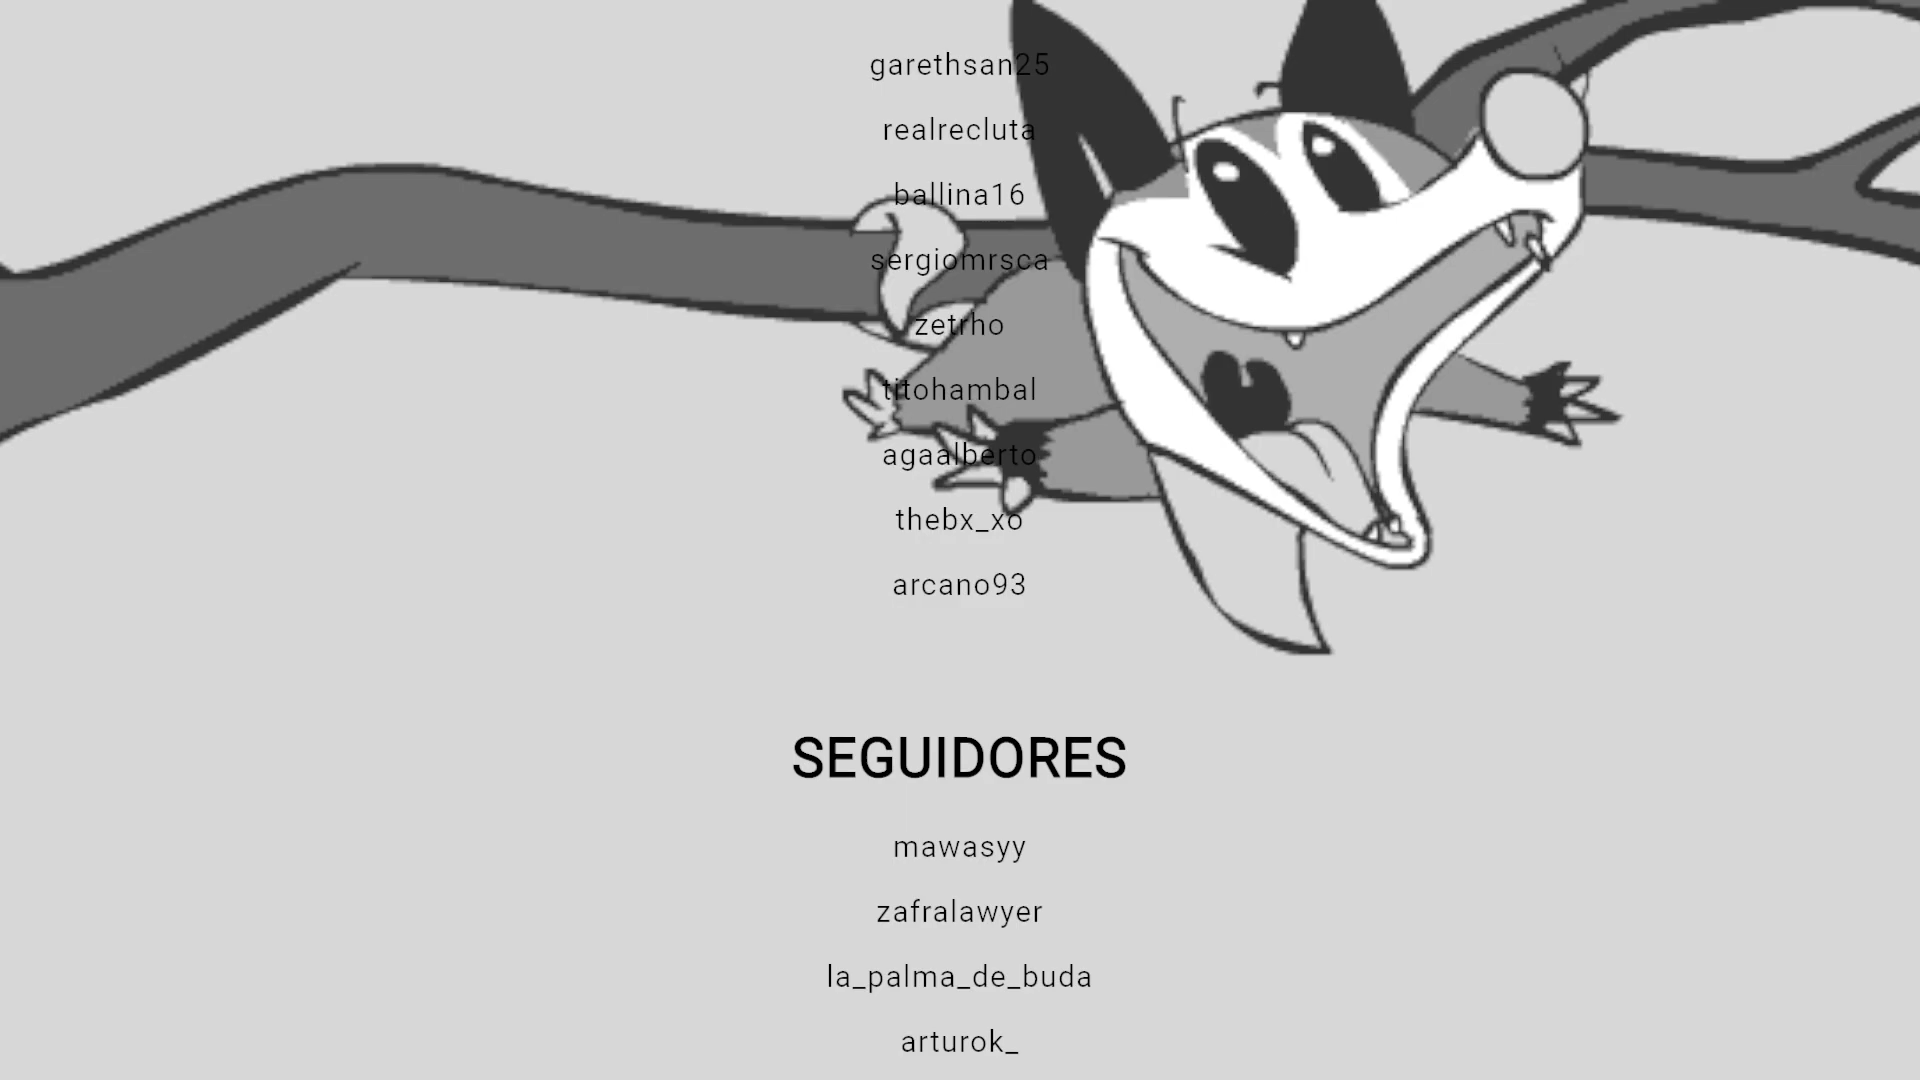 garethsan25
realrecluta
ballina16
sergiomrsca
zetrho
titohambal
agaalberto
thebx_xo
arcano93
SEGUIDORES
mawasyy
zafralawyer
la_palma_de_buda
arturok_